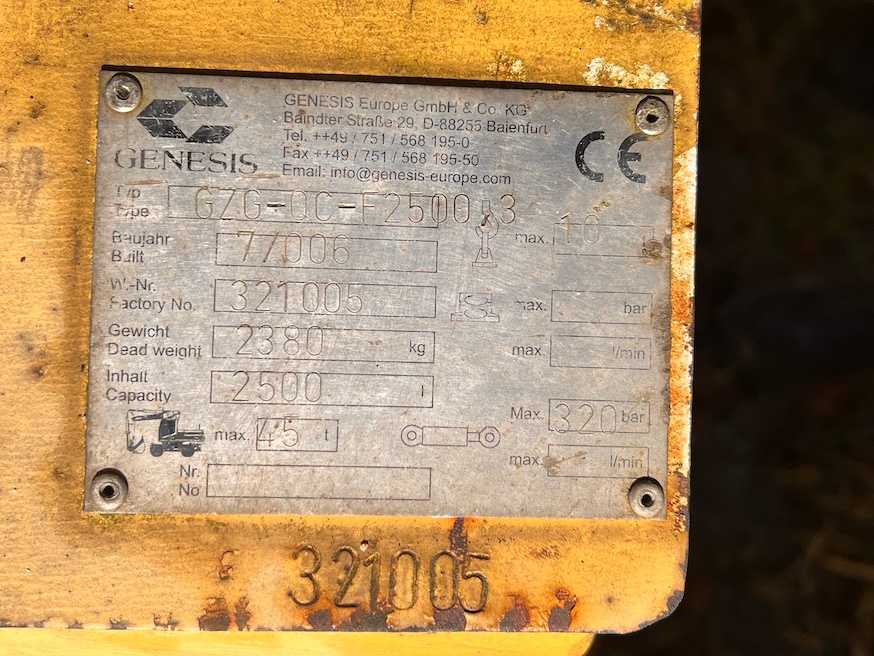 GENESIS
GENESIS Europe GmbH & Co. KG
Baindter Straße 29, D-88255 Baienfurt
Tel. ++49 / 751 / 568 195-0
Fax ++49 / 751 / 568 195-50
Email: info@genesis-europe.com
CE
Typ
Type GZG-QC-F2500.3
max. 10
Baujahr
Built 7/006
W.-Nr.
Factory No. 321005
max. bar
Gewicht
Dead weight 2380 kg
max. l/min
Inhalt
Capacity 2500 l
Max. 320 bar
max. 45 t
max. l/min
Nr.
No
321005